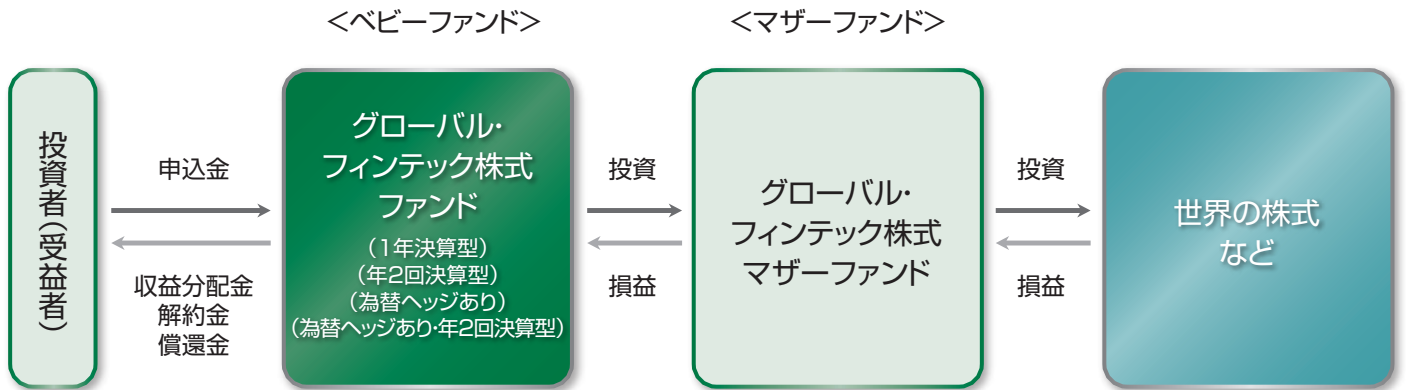 ＜ベビーファンド＞
＜マザーファンド＞
投資者(受益者)
申込金
収益分配金
解約金
償還金
グローバル・
フィンテック株式
ファンド
(1年決算型)
(年2回決算型)
(為替ヘッジあり)
(為替ヘッジあり・年2回決算型)
投資
損益
グローバル・
フィンテック株式
マザーファンド
投資
損益
世界の株式
など